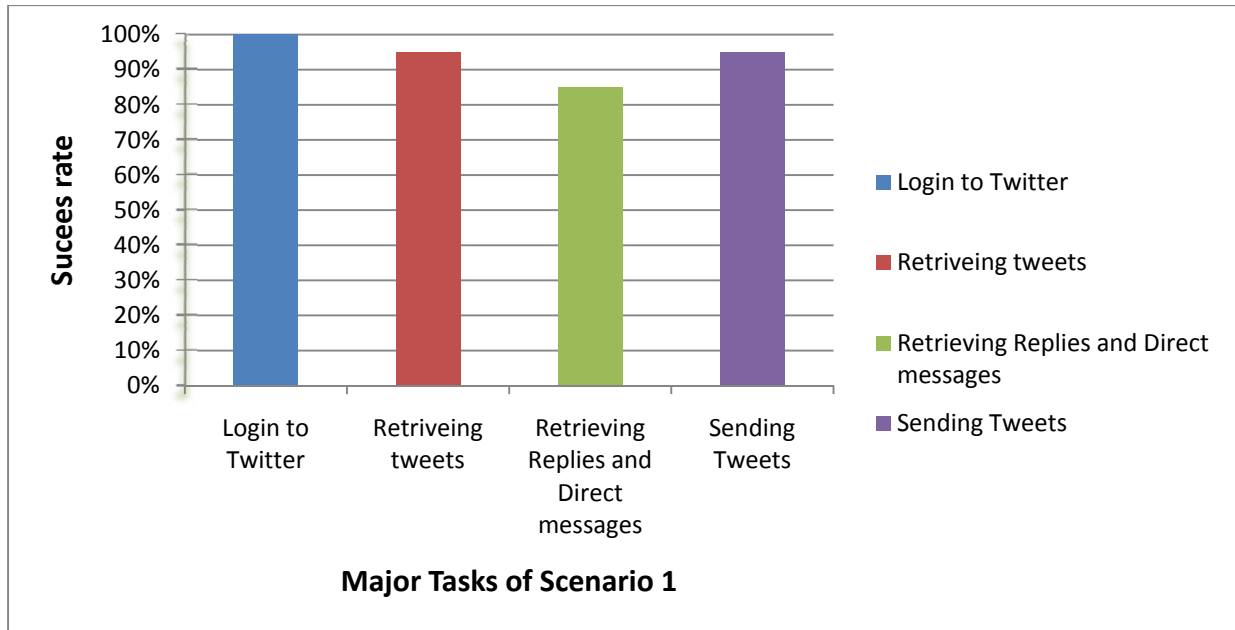 100%
90%
80%
70%
60%
50%
40%
30%
20%
10%
0%
Sucees rate
Login to
Twitter
Retriveing
tweets
Retrieving
Replies and
Direct
messages
Sending
Tweets
Major Tasks of Scenario 1
Login to Twitter
Retriveing tweets
Retrieving Replies and Direct
messages
Sending Tweets